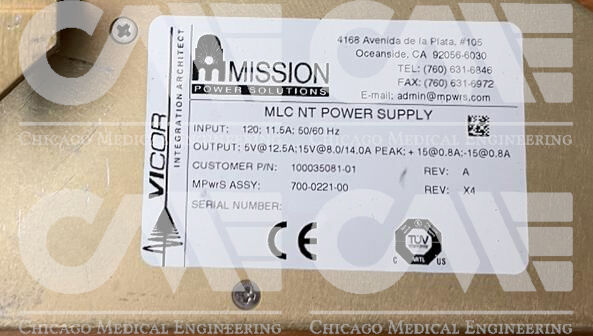 4168 Avenida de la Plata, #105
Oceanside, CA 92056-6030
TEL: (760) 631-6846
FAX: (760) 631-6972
E-mail: admin@mpwrs.com
MISSION
POWER SOLUTIONS
VICOR
INTEGRATION ARCHITECT
MLC NT POWER SUPPLY
INPUT: 120; 11.5A; 50/60 Hz
OUTPUT: 5V@12.5A;15V@8.0/14.0A PEAK; + 15@0.8A;-15@0.8A
CUSTOMER P/N: 100035081-01 REV: A
MPwrS ASSY: 700-0221-00 REV: X4
SERIAL NUMBER:
CE
TUV
C US
CME CME
CHICAGO MEDICAL ENGINEERING CHICAGO MEDICAL ENGINEERING
CHICAGO MEDICAL ENGINEERING CHICAGO MEDICAL ENGINEERING